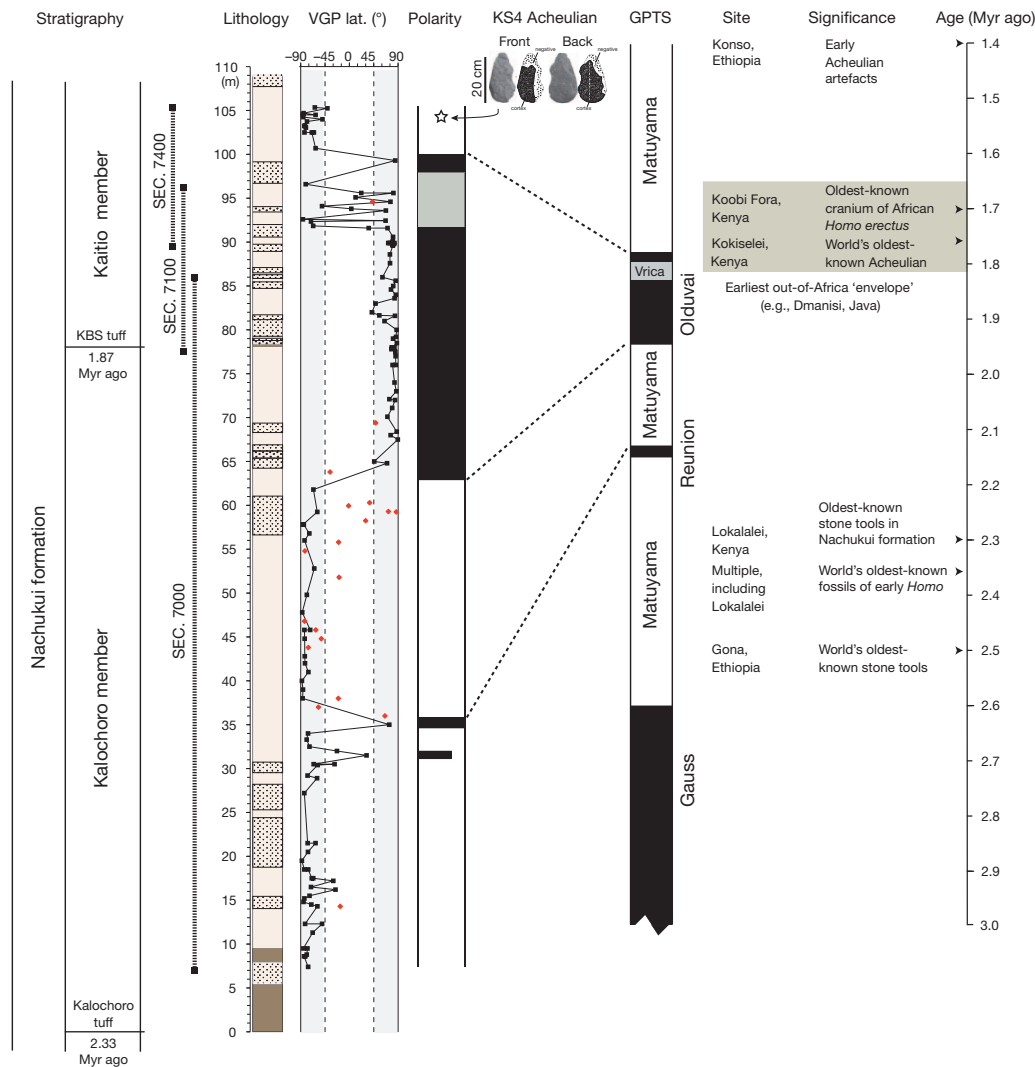 Stratigraphy
Lithology
VGP lat. (°)
Polarity
KS4 Acheulian
GPTS
Site
Significance
Age (Myr ago)
Front
Back
negative
negative
20 cm
cortex
cortex
−90 −45 0 45 90
110
(m)
105
100
95
90
85
80
75
70
65
60
55
50
45
40
35
30
25
20
15
10
5
0
Nachukui formation
Kaitio member
KBS tuff
1.87
Myr ago
Kalochoro member
Kalochoro
tuff
2.33
Myr ago
SEC. 7400
SEC. 7100
SEC. 7000
Matuyama
Vrica
Olduvai
Matuyama
Reunion
Matuyama
Gauss
Konso,
Ethiopia
Early
Acheulian
artefacts
Koobi Fora,
Kenya
Oldest-known
cranium of African
Homo erectus
Kokiselei,
Kenya
World's oldest-
known Acheulian
Earliest out-of-Africa ‘envelope’
(e.g., Dmanisi, Java)
Lokalalei,
Kenya
Oldest-known
stone tools in
Nachukui formation
Multiple,
including
Lokalalei
World's oldest-known
fossils of early Homo
Gona,
Ethiopia
World's oldest-
known stone tools
1.4
1.5
1.6
1.7
1.8
1.9
2.0
2.1
2.2
2.3
2.4
2.5
2.6
2.7
2.8
2.9
3.0